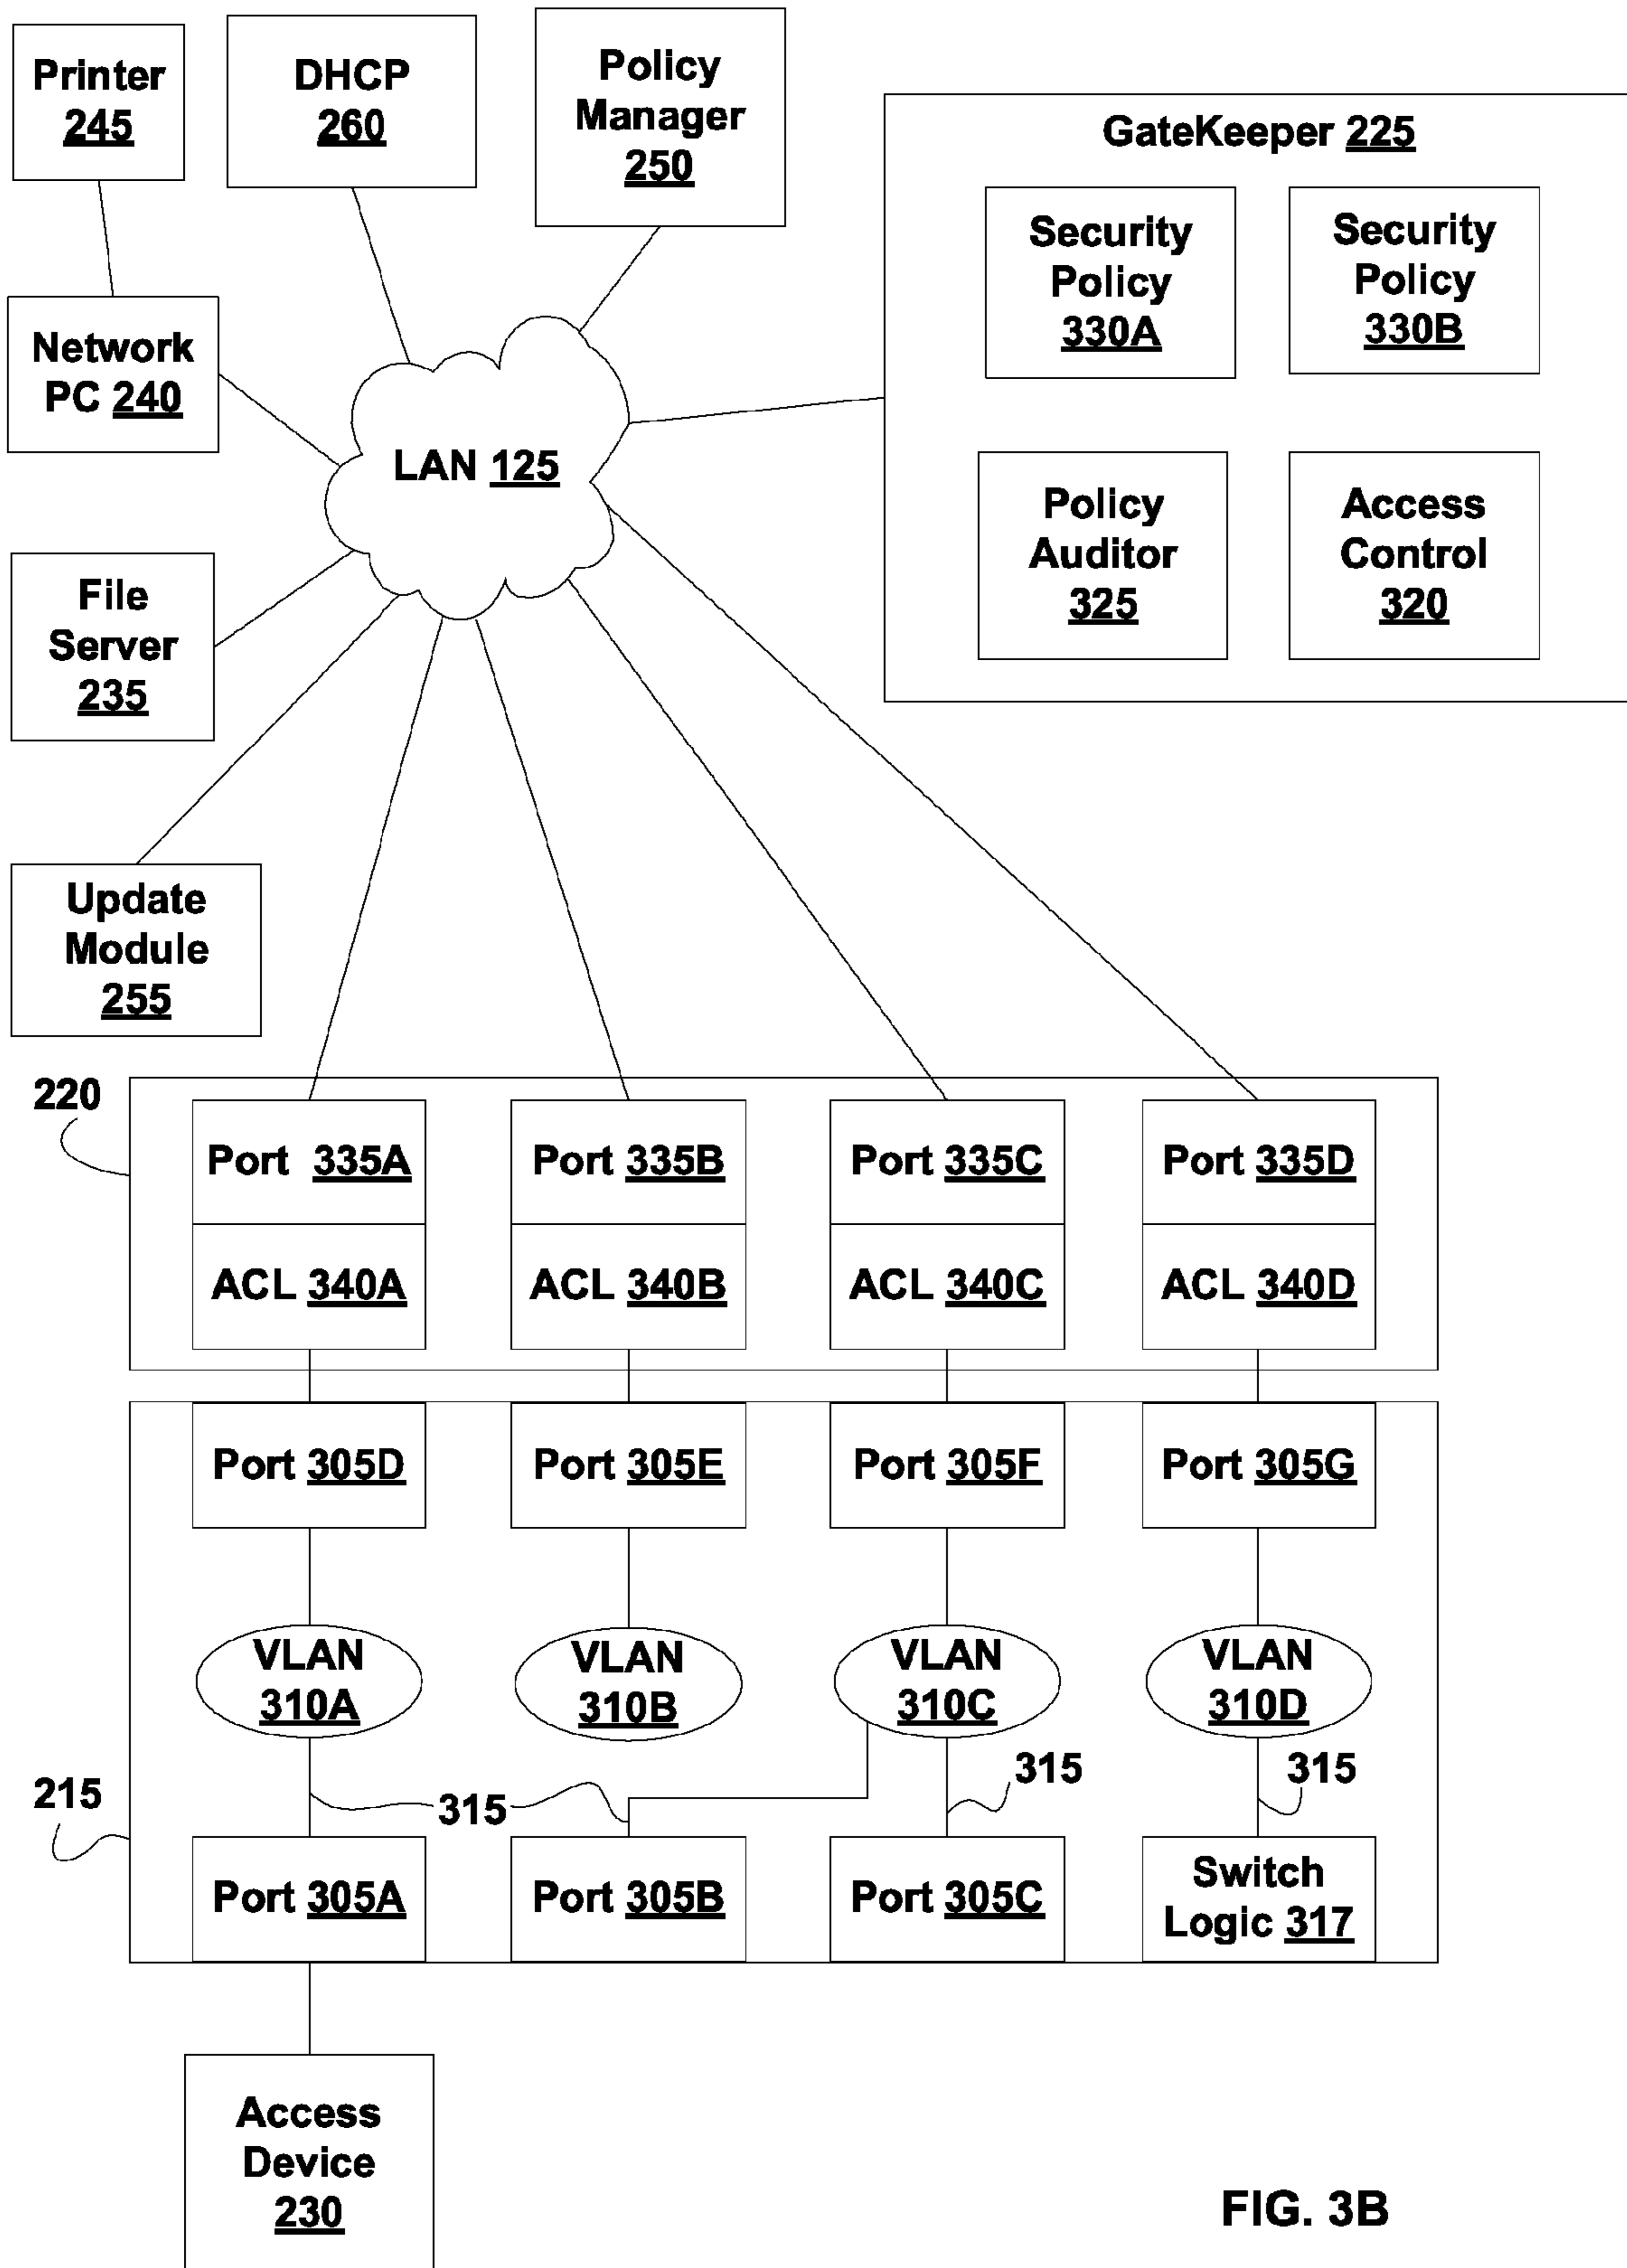 Printer
245
DHCP
260
Policy
Manager
250
GateKeeper 225
Security
Policy
330A
Security
Policy
330B
Policy
Auditor
325
Access
Control
320
Network
PC 240
LAN 125
File
Server
235
Update
Module
255
220
Port 335A
Port 335B
Port 335C
Port 335D
ACL 340A
ACL 340B
ACL 340C
ACL 340D
Port 305D
Port 305E
Port 305F
Port 305G
VLAN
310A
VLAN
310B
VLAN
310C
VLAN
310D
215
315
315
315
Port 305A
Port 305B
Port 305C
Switch
Logic 317
Access
Device
230
FIG. 3B